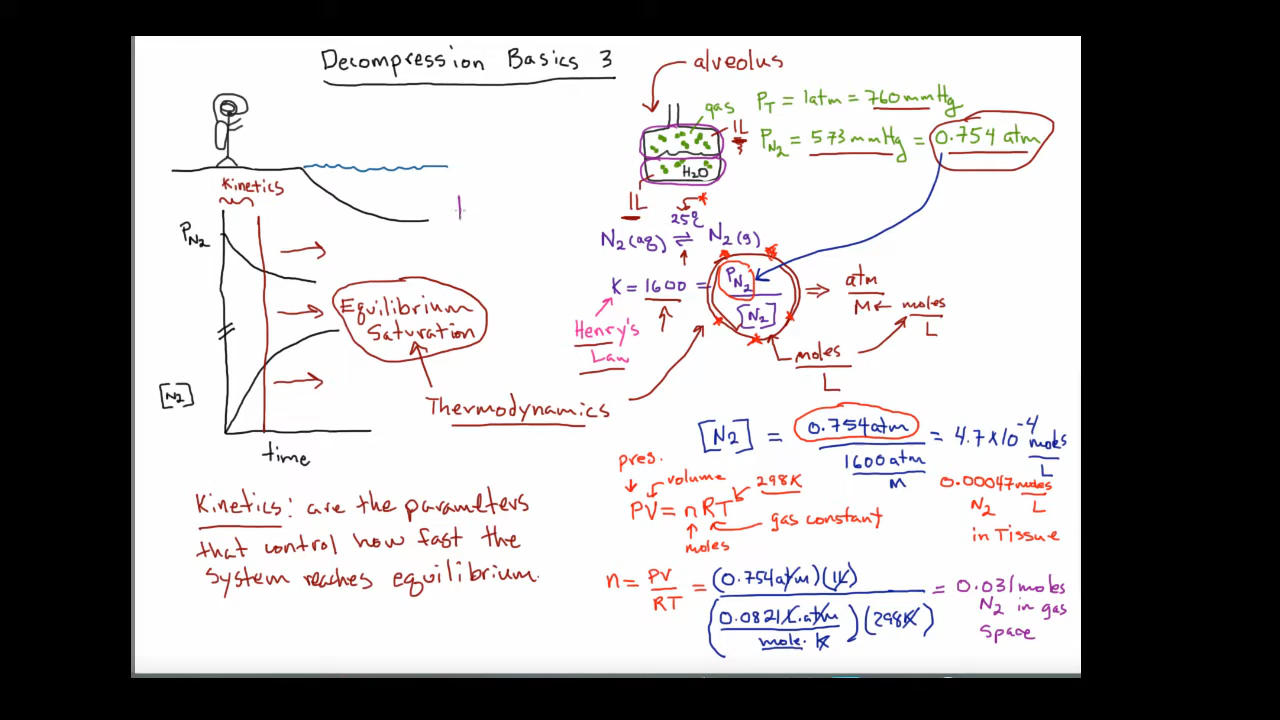 Decompression Basics 3
alveolus
gas
P_T = 1atm = 760mmHg
1L
P_N2 = 573 mmHg = 0.754 atm
H2O
1L
25°C
Kinetics
P_N2
[N2]
time
Equilibrium
Saturation
Thermodynamics
N2(aq) ⇌ N2(g)
K = 1600 = P_N2 / [N2] ⇒ atm / M ← moles / L
Henry's
Law
moles / L
[N2] = 0.754atm / 1600 atm / M = 4.7x10^-4 moles / L
0.00047 moles / L
N2
in Tissue
pres.
volume
298K
PV = nRT
gas constant
moles
n = PV / RT = (0.754atm)(1L) / (0.0821 L.atm / mole.K)(298K) = 0.031 moles
N2 in gas
space
Kinetics: are the parameters
that control how fast the
system reaches equilibrium.